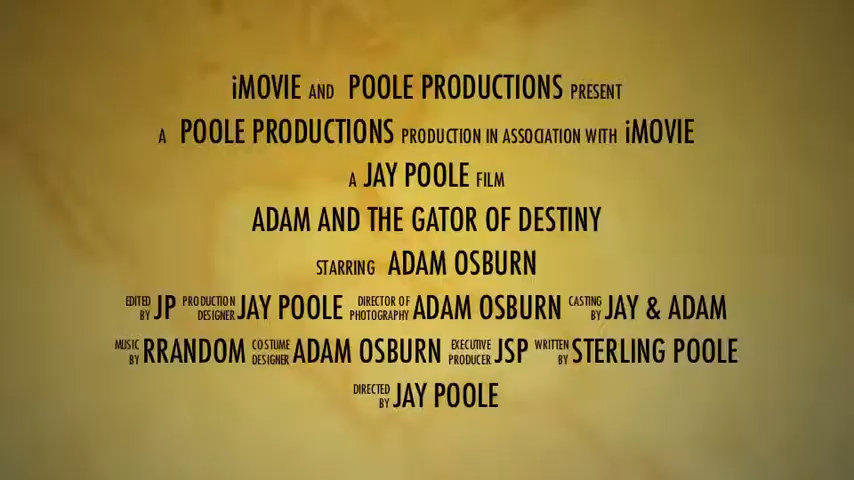 iMOVIE AND POOLE PRODUCTIONS PRESENT
A POOLE PRODUCTIONS PRODUCTION IN ASSOCIATION WITH iMOVIE
A JAY POOLE FILM
ADAM AND THE GATOR OF DESTINY
STARRING ADAM OSBURN
EDITED BY JP PRODUCTION DESIGNER JAY POOLE DIRECTOR OF PHOTOGRAPHY ADAM OSBURN CASTING BY JAY & ADAM
MUSIC BY RRANDOM COSTUME DESIGNER ADAM OSBURN EXECUTIVE PRODUCER JSP WRITTEN BY STERLING POOLE
DIRECTED BY JAY POOLE